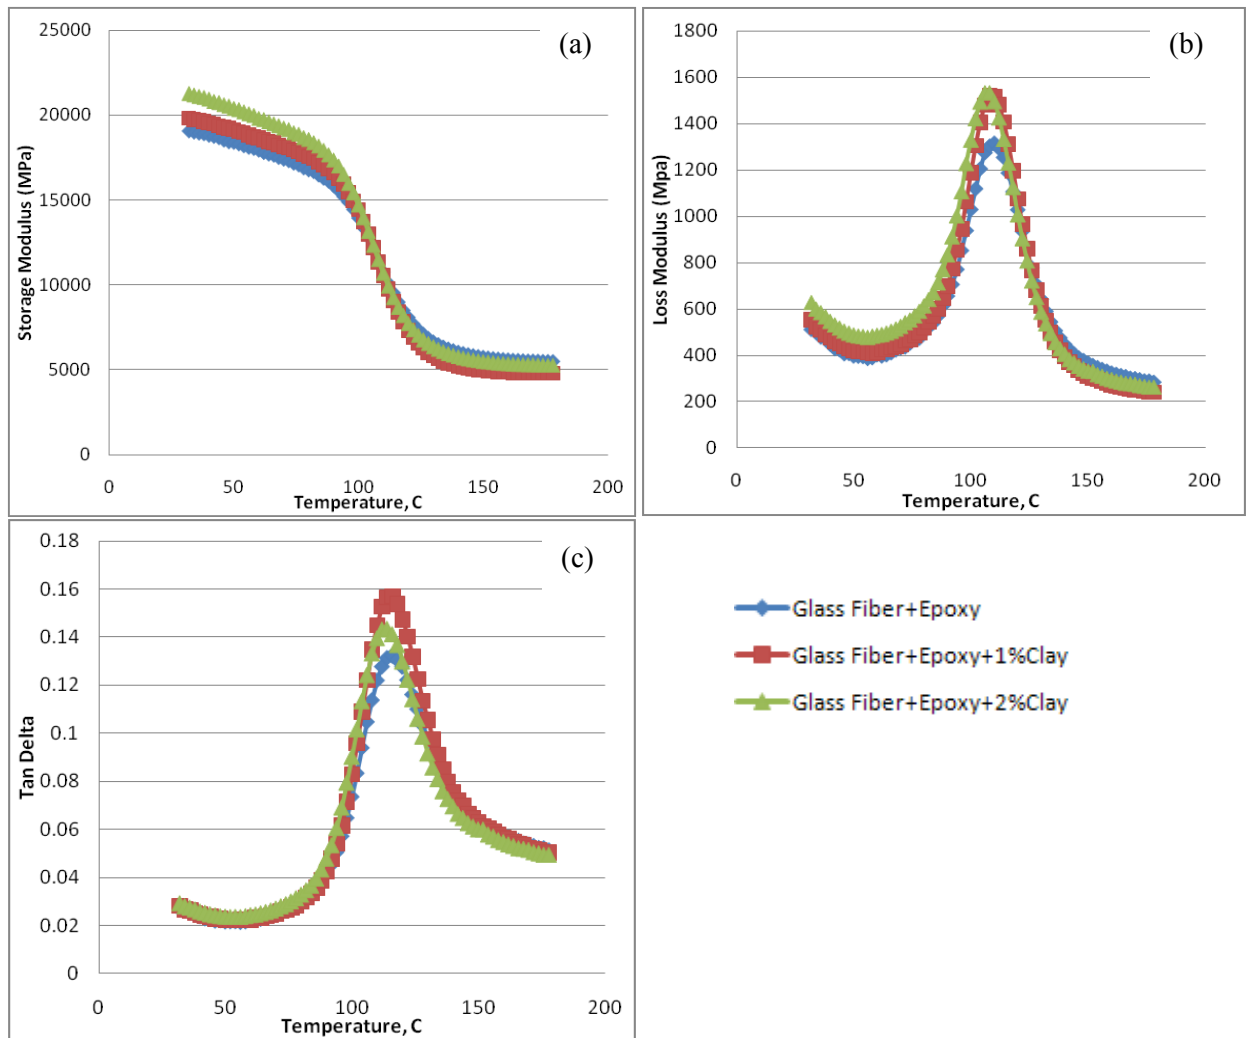 (a)
25000
20000
15000
10000
5000
0
Storage Modulus (MPa)
0 50 100 150 200
Temperature, C
(b)
1800
1600
1400
1200
1000
800
600
400
200
0
Loss Modulus (Mpa)
0 50 100 150 200
Temperature, C
(c)
0.18
0.16
0.14
0.12
0.1
0.08
0.06
0.04
0.02
0
Tan Delta
0 50 100 150 200
Temperature, C
Glass Fiber+Epoxy
Glass Fiber+Epoxy+1%Clay
Glass Fiber+Epoxy+2%Clay